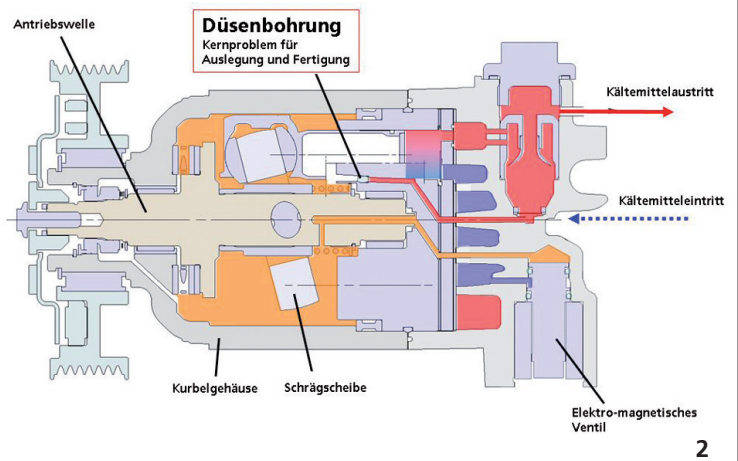 Antriebswelle
Düsenbohrung
Kernproblem für
Auslegung und Fertigung
Kältemittelaustritt
Kältemitteleintritt
Kurbelgehäuse
Schrägscheibe
Elektro-magnetisches
Ventil
2